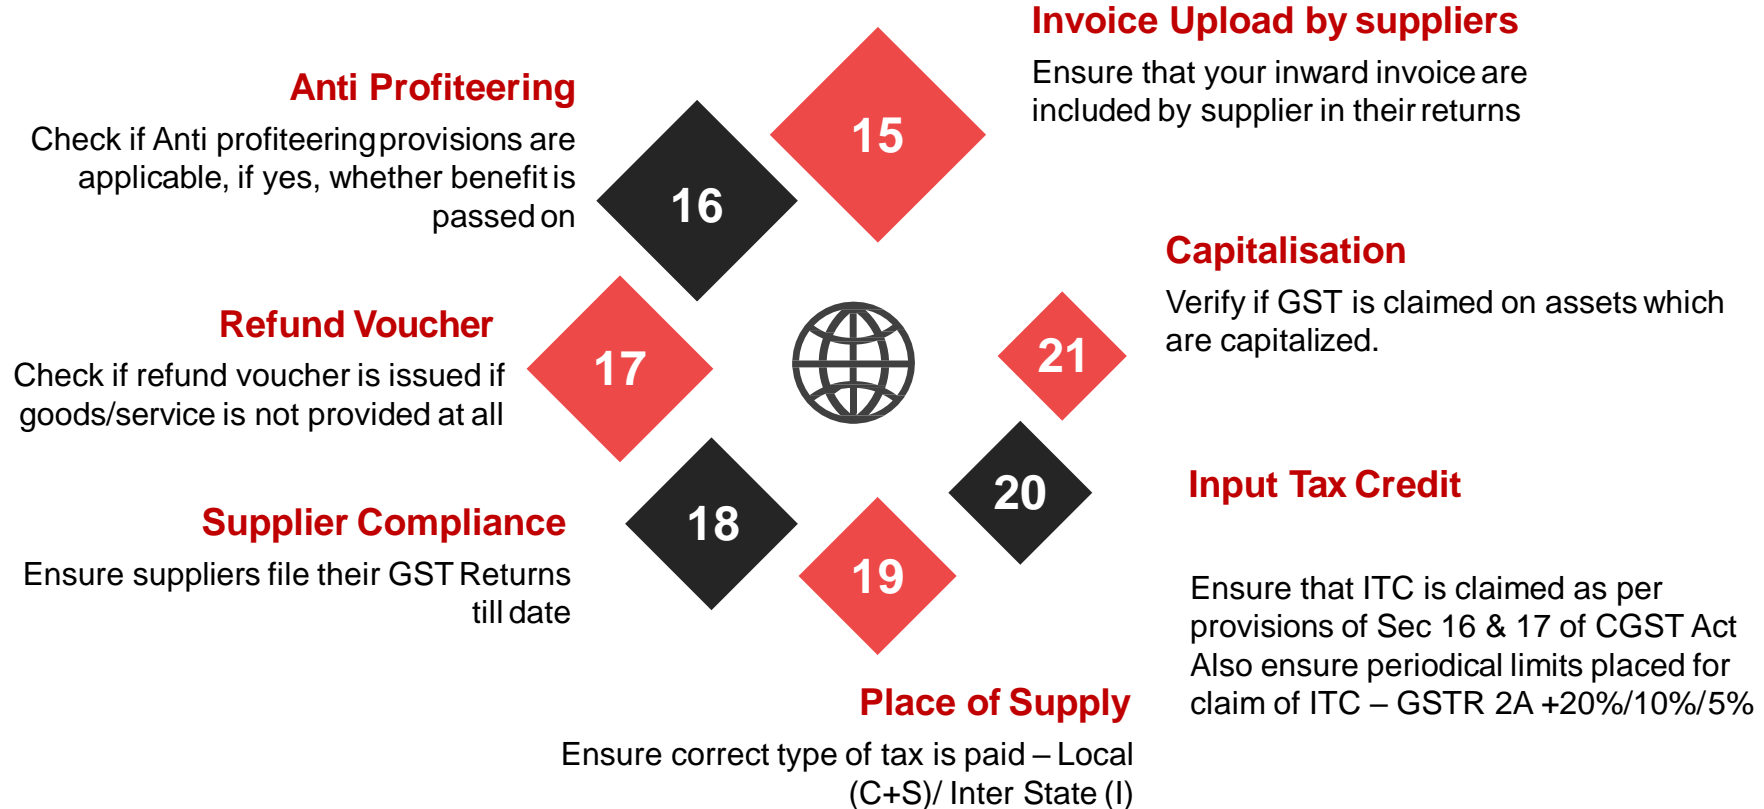 Invoice Upload by suppliers
Ensure that your inward invoice are
included by supplier in their returns
15
Anti Profiteering
Check if Anti profiteering provisions are
applicable, if yes, whether benefit is
passed on
16
Refund Voucher
Check if refund voucher is issued if
goods/service is not provided at all
17
Supplier Compliance
Ensure suppliers file their GST Returns
till date
18
19
Place of Supply
Ensure correct type of tax is paid – Local
(C+S)/ Inter State (I)
20
Input Tax Credit
Ensure that ITC is claimed as per
provisions of Sec 16 & 17 of CGST Act
Also ensure periodical limits placed for
claim of ITC – GSTR 2A +20%/10%/5%
21
Capitalisation
Verify if GST is claimed on assets which
are capitalized.